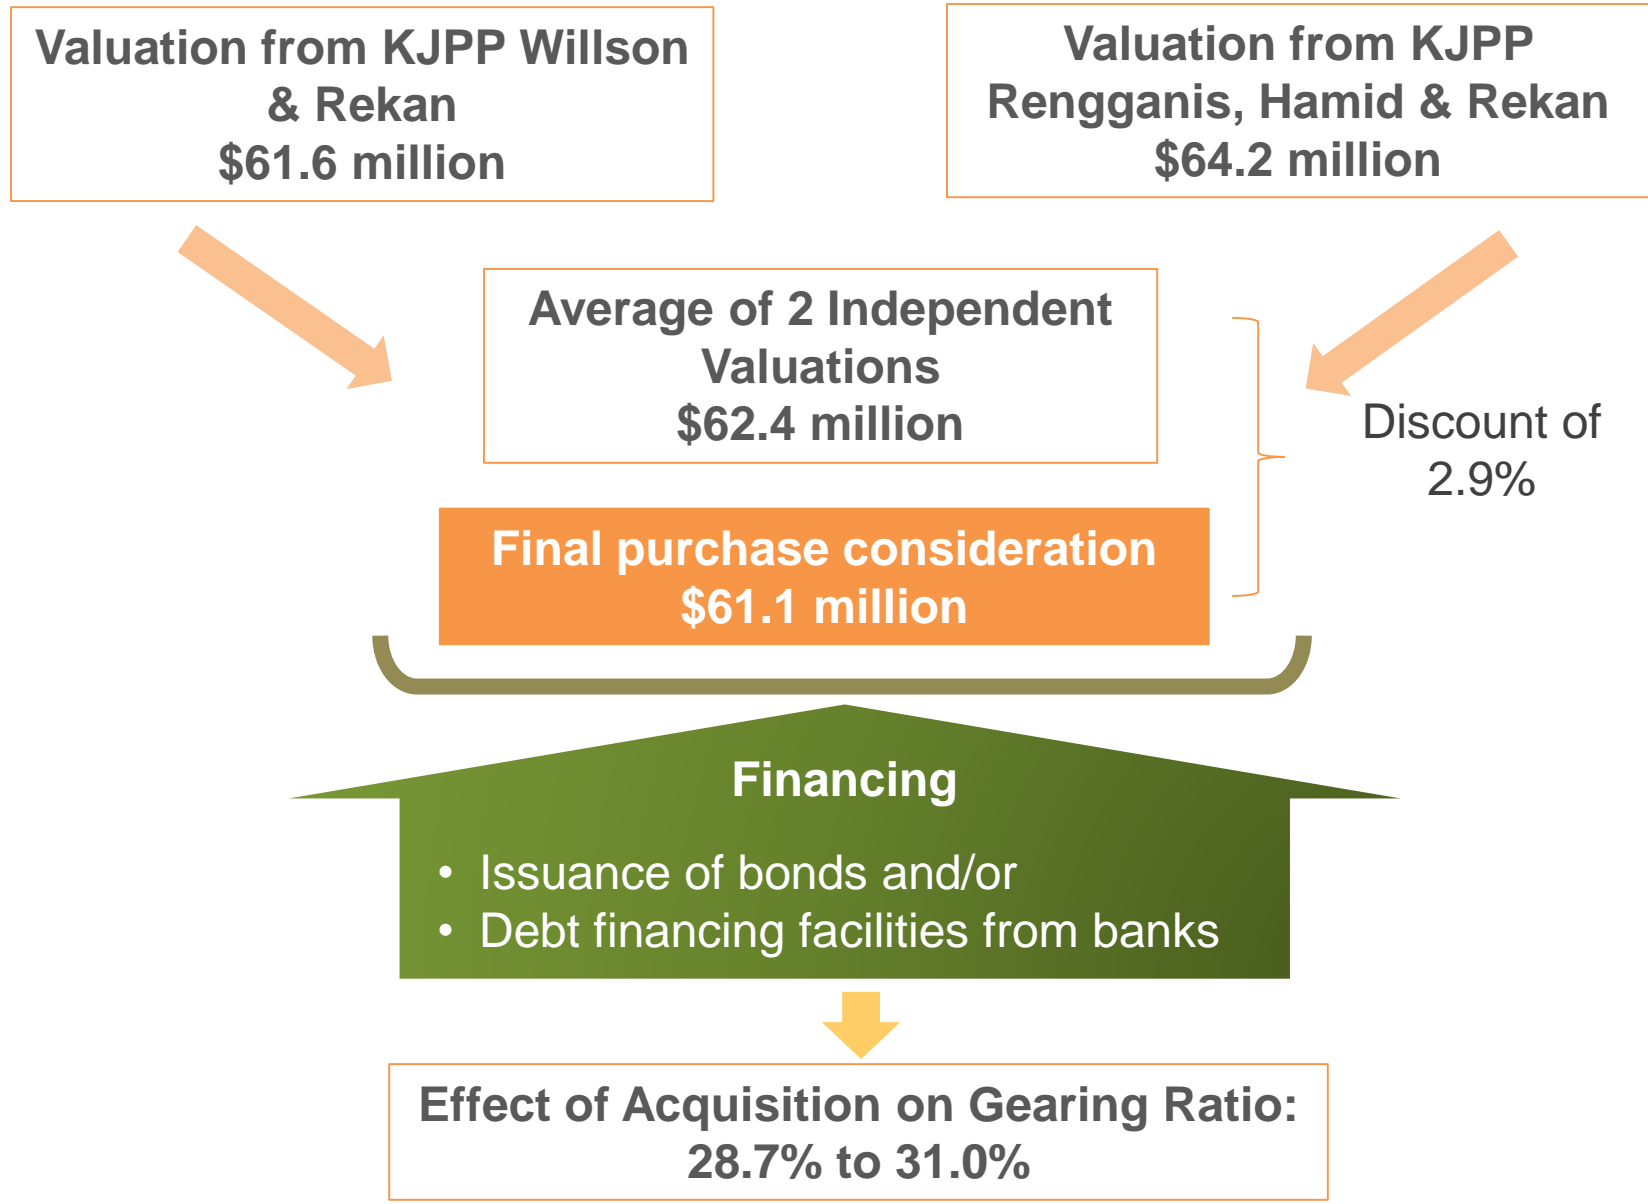 Valuation from KJPP Willson
& Rekan
$61.6 million
Valuation from KJPP
Rengganis, Hamid & Rekan
$64.2 million
Average of 2 Independent
Valuations
$62.4 million
Discount of
2.9%
Final purchase consideration
$61.1 million
Financing
• Issuance of bonds and/or
• Debt financing facilities from banks
Effect of Acquisition on Gearing Ratio:
28.7% to 31.0%